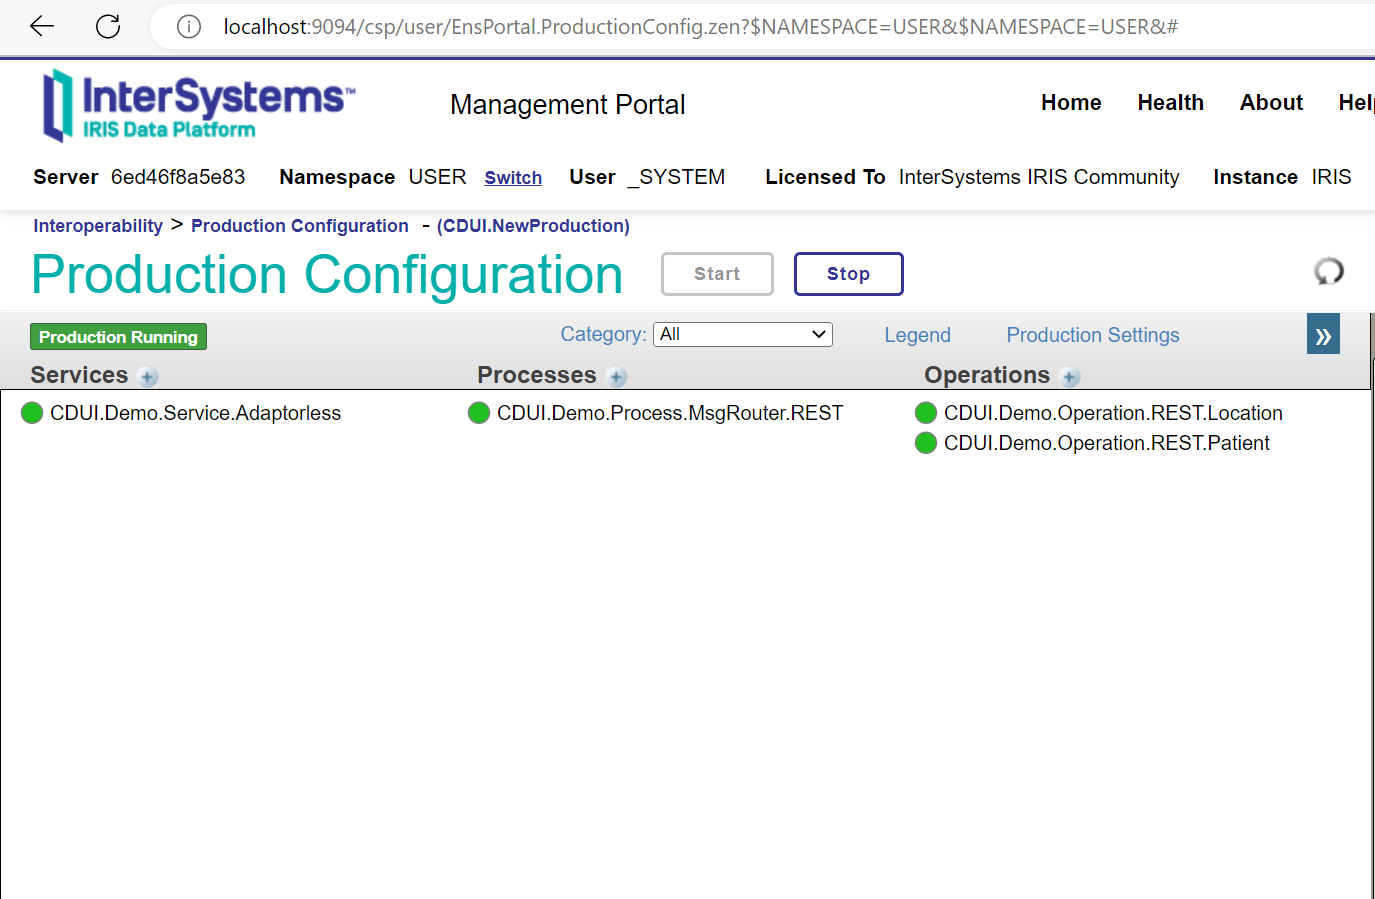 localhost:9094/csp/user/EnsPortal.ProductionConfig.zen?$NAMESPACE=USER&$NAMESPACE=USER&#
InterSystems™
IRIS Data Platform
Management Portal
Home Health About Help
Server 6ed46f8a5e83 Namespace USER Switch User _SYSTEM Licensed To InterSystems IRIS Community Instance IRIS
Interoperability > Production Configuration - (CDUI.NewProduction)
Production Configuration Start Stop
Production Running Category: All Legend Production Settings »
Services + Processes + Operations +
CDUI.Demo.Service.Adaptorless CDUI.Demo.Process.MsgRouter.REST CDUI.Demo.Operation.REST.Location
CDUI.Demo.Operation.REST.Patient